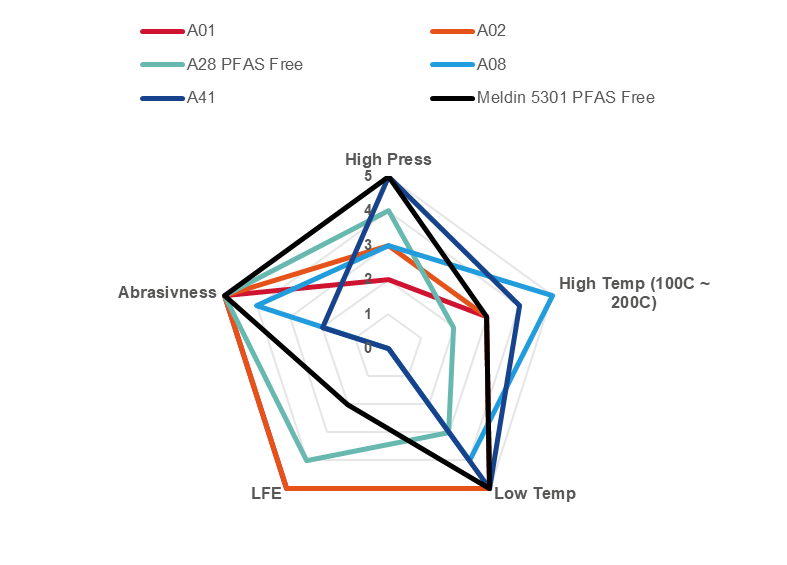 A01
A02
A28 PFAS Free
A08
A41
Meldin 5301 PFAS Free
High Press
5
4
3
2
1
0
High Temp (100C ~
200C)
Abrasivness
LFE
Low Temp